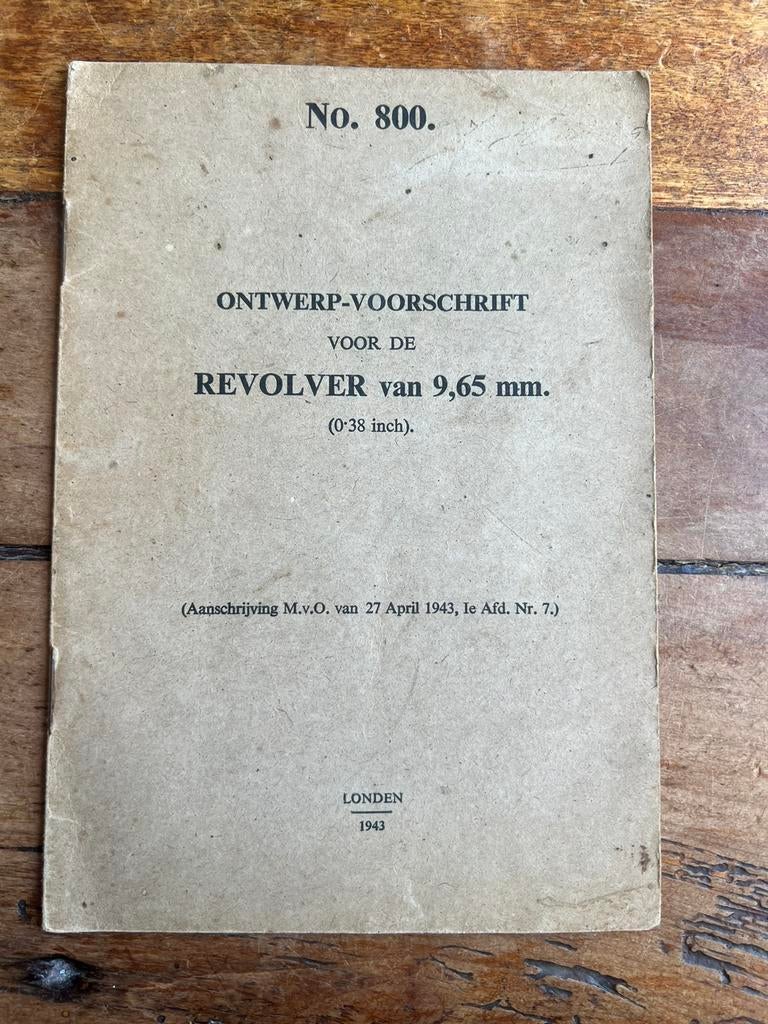 No. 800.
ONTWERP-VOORSCHRIFT
VOOR DE
REVOLVER van 9,65 mm.
(0·38 inch).
(Aanschrijving M.v.O. van 27 April 1943, Ie Afd. Nr. 7.)
LONDEN
1943